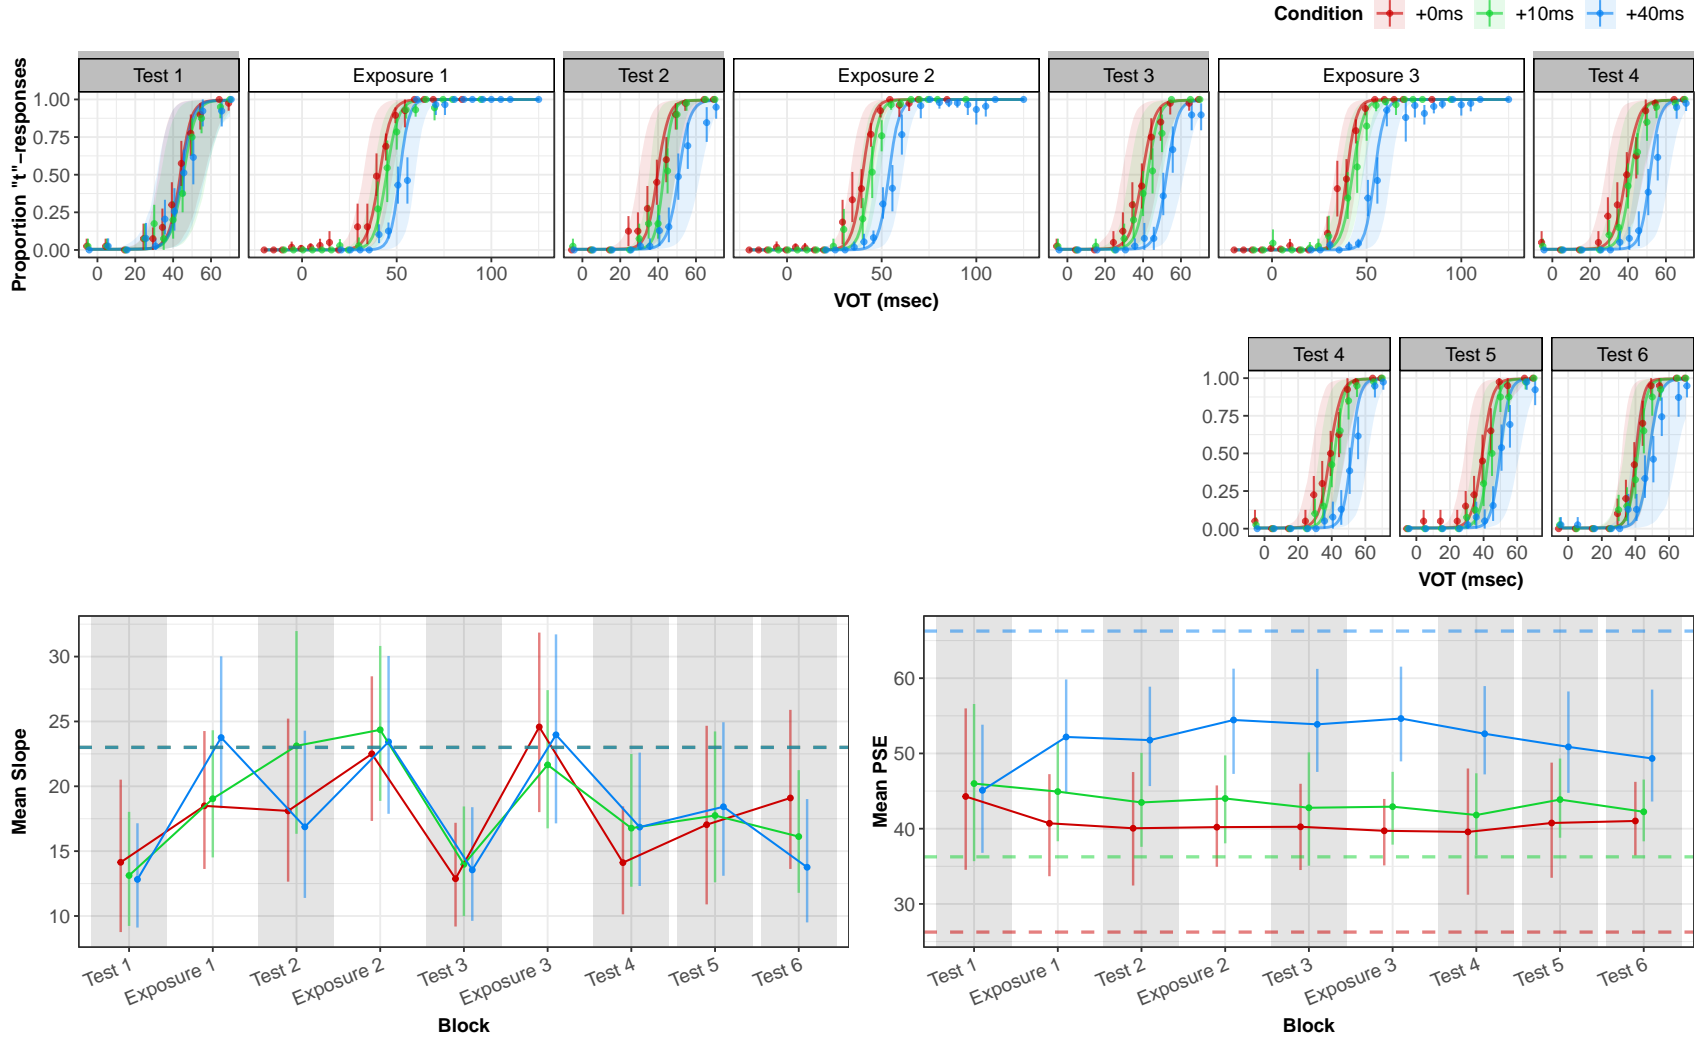 Condition +0ms +10ms +40ms
Test 1 Exposure 1 Test 2 Exposure 2 Test 3 Exposure 3 Test 4
Proportion "t"−responses
1.00
0.75
0.50
0.25
0.00
0 20 40 60 0 50 100 0 20 40 60 0 50 100 0 20 40 60 0 50 100 0 20 40 60
VOT (msec)
Test 4 Test 5 Test 6
1.00
0.75
0.50
0.25
0.00
0 20 40 60 0 20 40 60 0 20 40 60
VOT (msec)
Mean Slope
30
25
20
15
10
Test 1 Exposure 1 Test 2 Exposure 2 Test 3 Exposure 3 Test 4 Test 5 Test 6
Block
Mean PSE
60
50
40
30
Test 1 Exposure 1 Test 2 Exposure 2 Test 3 Exposure 3 Test 4 Test 5 Test 6
Block